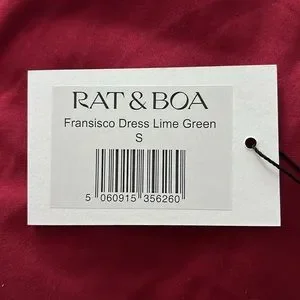 RAT & BOA
Fransisco Dress Lime Green
S
5 060915 356260